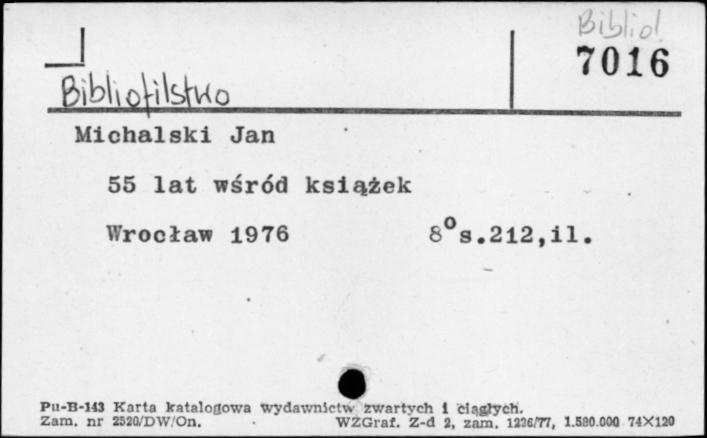 Bibliol
7016
Bibliofilstwo
Michalski Jan
55 lat wśród książek
Wrocław 1976 8° s.212,il.
Pu-B-143 Karta katalogowa wydawnictw zwartych i ciągłych.
Zam. nr 2520/DW/On. WZGraf. Z-d 2, zam. 1226/77, 1.580.000 74X120